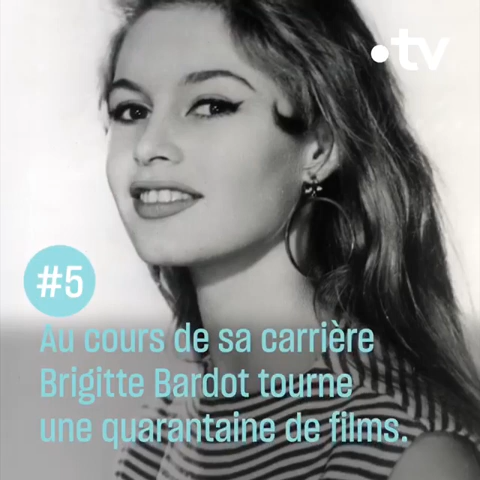 •tv
#5
Au cours de sa carrière
Brigitte Bardot tourne
une quarantaine de films.